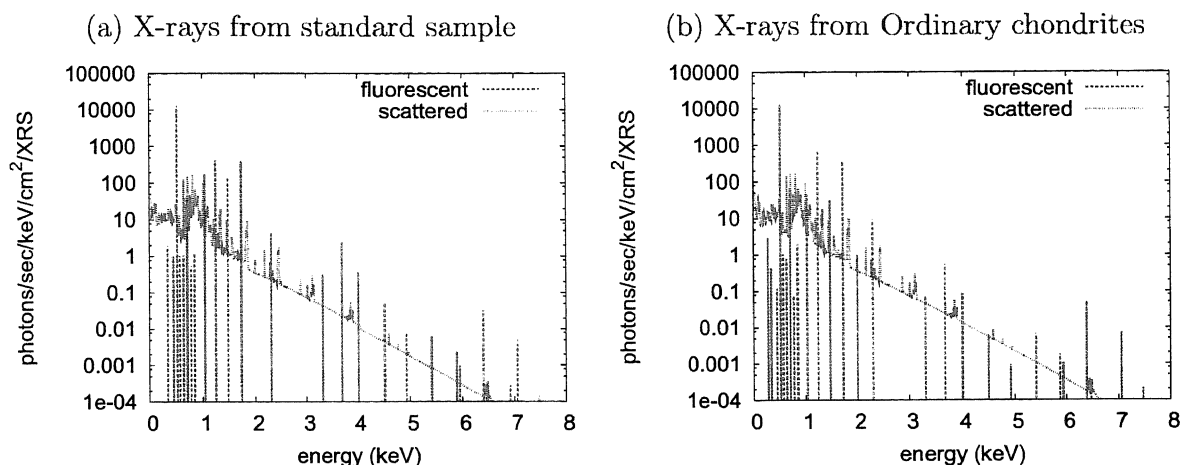 (a) X-rays from standard sample
100000
10000
1000
100
10
1
0.1
0.01
0.001
1e-04
photons/sec/keV/cm²/XRS
fluorescent
scattered
0 1 2 3 4 5 6 7 8
energy (keV)
(b) X-rays from Ordinary chondrites
100000
10000
1000
100
10
1
0.1
0.01
0.001
1e-04
photons/sec/keV/cm²/XRS
fluorescent
scattered
0 1 2 3 4 5 6 7 8
energy (keV)